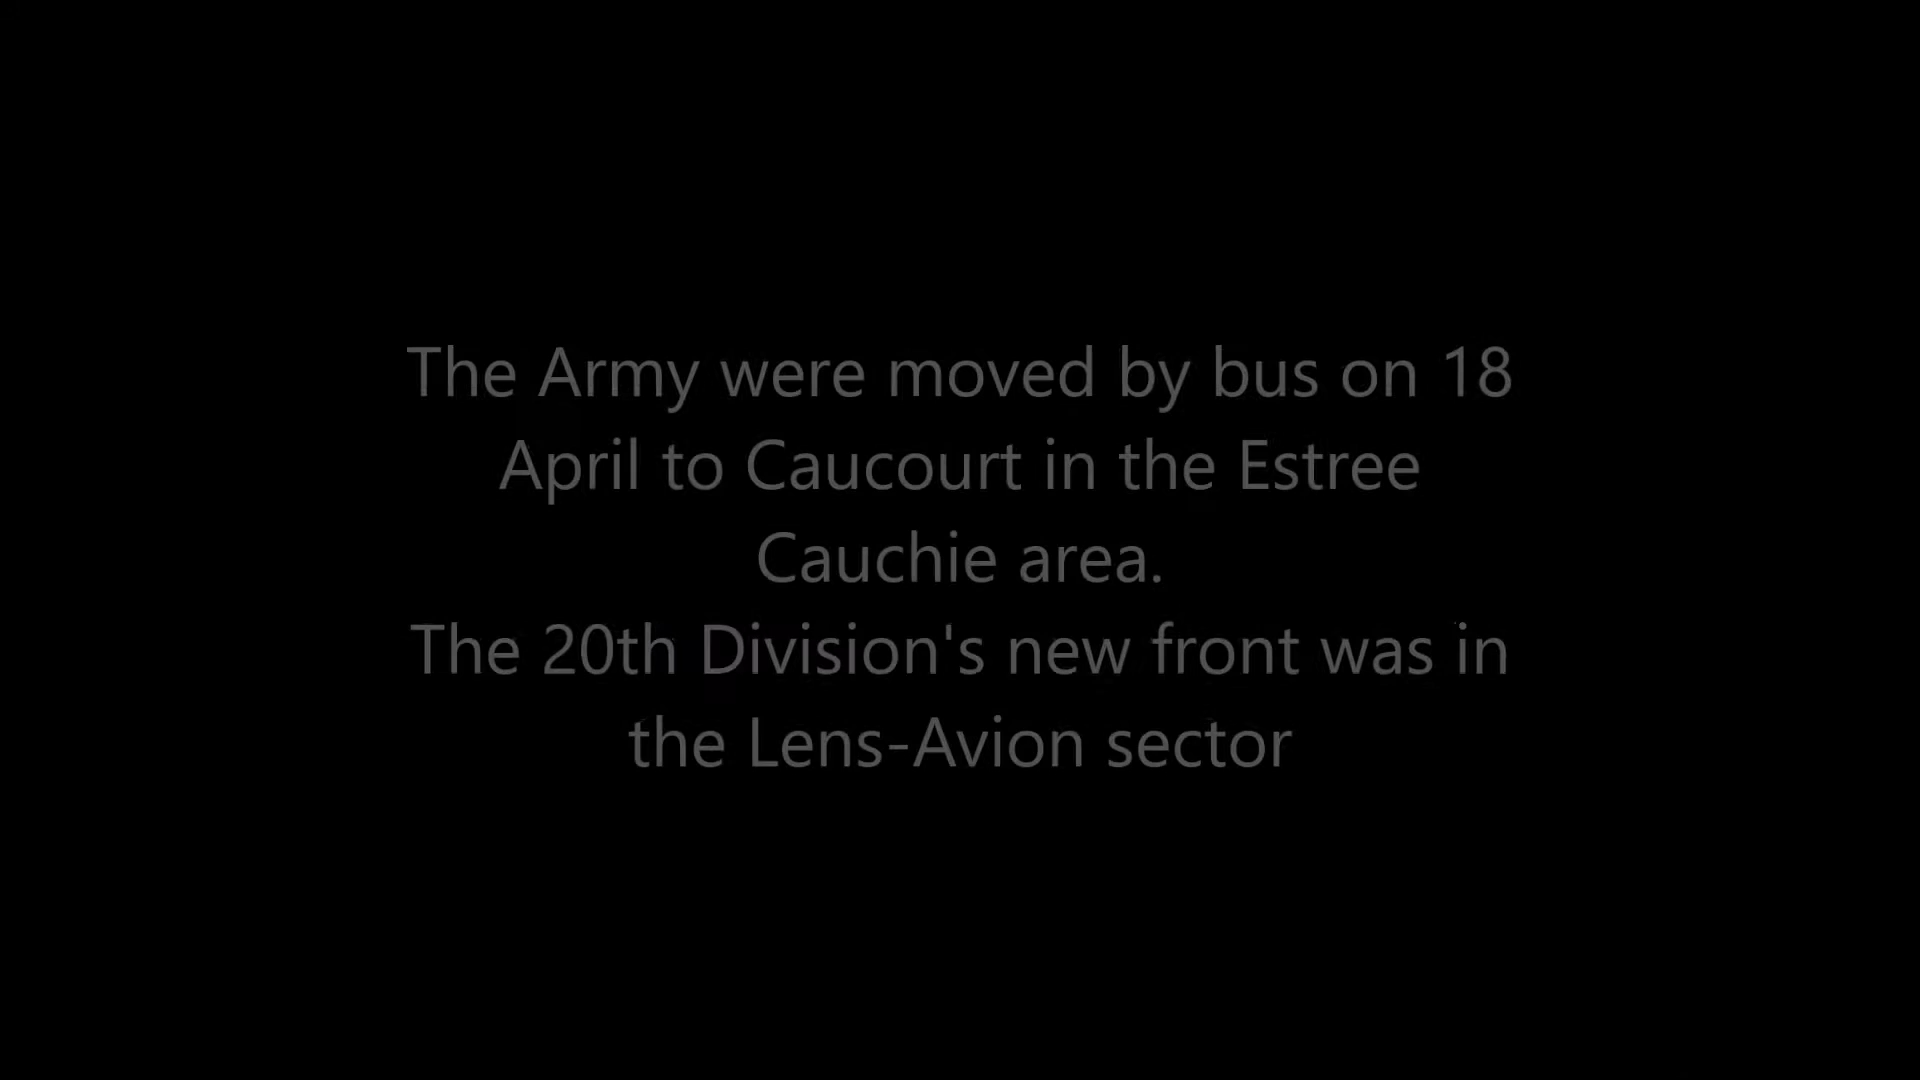 The Army were moved by bus on 18
April to Caucourt in the Estree
Cauchie area.
The 20th Division's new front was in
the Lens-Avion sector